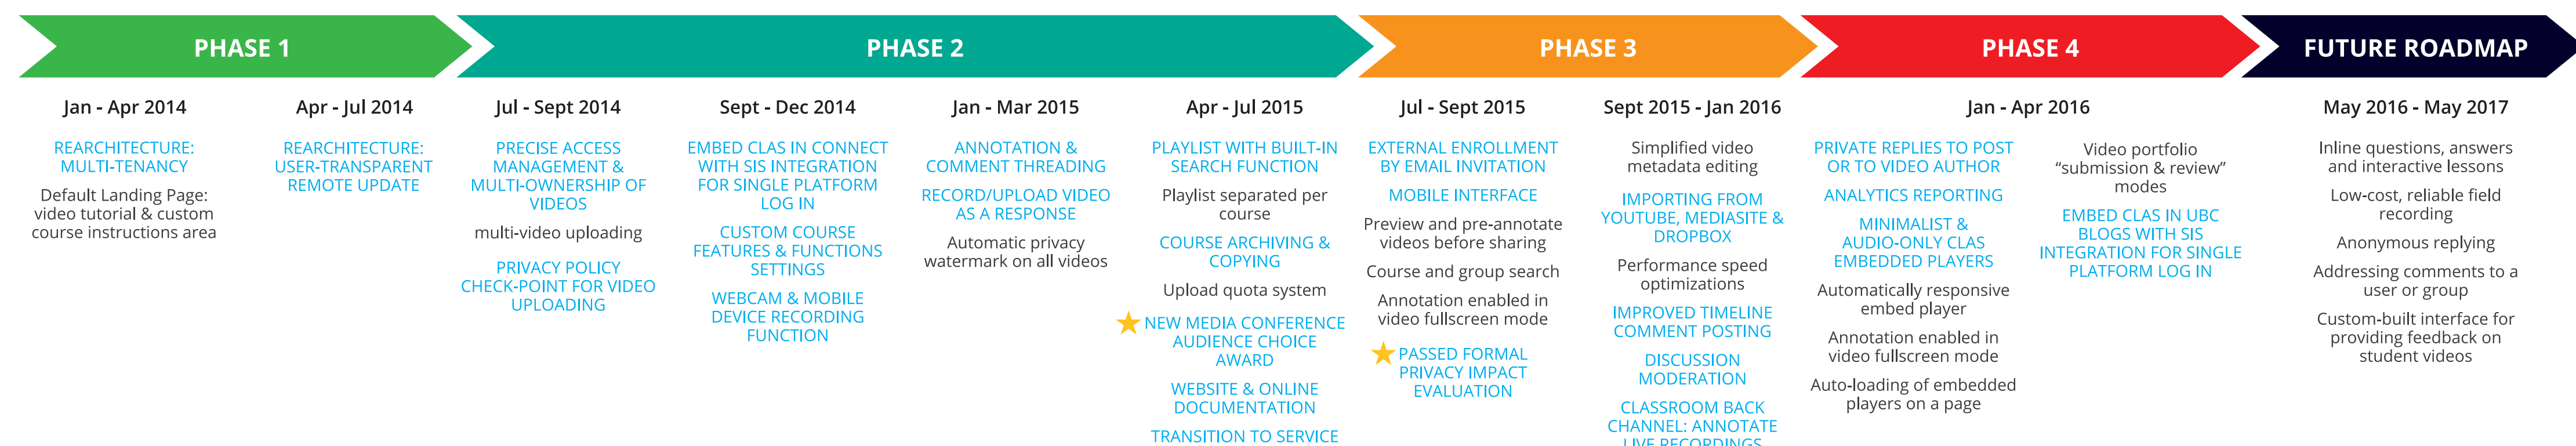 PHASE 1
PHASE 2
PHASE 3
PHASE 4
FUTURE ROADMAP
Jan - Apr 2014
REARCHITECTURE:
MULTI-TENANCY
Default Landing Page:
video tutorial & custom
course instructions area
Apr - Jul 2014
REARCHITECTURE:
USER-TRANSPARENT
REMOTE UPDATE
Jul - Sept 2014
PRECISE ACCESS
MANAGEMENT &
MULTI-OWNERSHIP OF
VIDEOS
multi-video uploading
PRIVACY POLICY
CHECK-POINT FOR VIDEO
UPLOADING
Sept - Dec 2014
EMBED CLAS IN CONNECT
WITH SIS INTEGRATION
FOR SINGLE PLATFORM
LOG IN
CUSTOM COURSE
FEATURES & FUNCTIONS
SETTINGS
WEBCAM & MOBILE
DEVICE RECORDING
FUNCTION
Jan - Mar 2015
ANNOTATION &
COMMENT THREADING
RECORD/UPLOAD VIDEO
AS A RESPONSE
Automatic privacy
watermark on all videos
Apr - Jul 2015
PLAYLIST WITH BUILT-IN
SEARCH FUNCTION
Playlist separated per
course
COURSE ARCHIVING &
COPYING
Upload quota system
NEW MEDIA CONFERENCE
AUDIENCE CHOICE
AWARD
WEBSITE & ONLINE
DOCUMENTATION
TRANSITION TO SERVICE
Jul - Sept 2015
EXTERNAL ENROLLMENT
BY EMAIL INVITATION
MOBILE INTERFACE
Preview and pre-annotate
videos before sharing
Course and group search
Annotation enabled in
video fullscreen mode
PASSED FORMAL
PRIVACY IMPACT
EVALUATION
Sept 2015 - Jan 2016
Simplified video
metadata editing
IMPORTING FROM
YOUTUBE, MEDIASITE &
DROPBOX
Performance speed
optimizations
IMPROVED TIMELINE
COMMENT POSTING
DISCUSSION
MODERATION
CLASSROOM BACK
CHANNEL: ANNOTATE
LIVE RECORDINGS
Jan - Apr 2016
PRIVATE REPLIES TO POST
OR TO VIDEO AUTHOR
ANALYTICS REPORTING
MINIMALIST &
AUDIO-ONLY CLAS
EMBEDDED PLAYERS
Automatically responsive
embed player
Annotation enabled in
video fullscreen mode
Auto-loading of embedded
players on a page
Video portfolio
“submission & review”
modes
EMBED CLAS IN UBC
BLOGS WITH SIS
INTEGRATION FOR SINGLE
PLATFORM LOG IN
May 2016 - May 2017
Inline questions, answers
and interactive lessons
Low-cost, reliable field
recording
Anonymous replying
Addressing comments to a
user or group
Custom-built interface for
providing feedback on
student videos